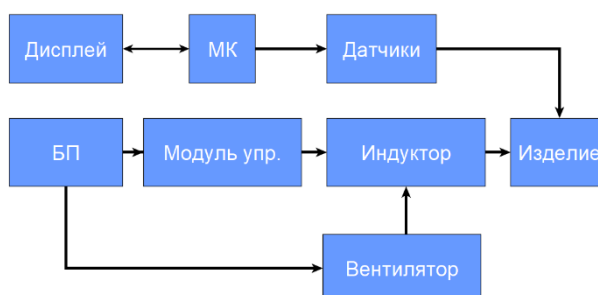 Дисплей
МК
Датчики
БП
Модуль упр.
Индуктор
Изделие
Вентилятор